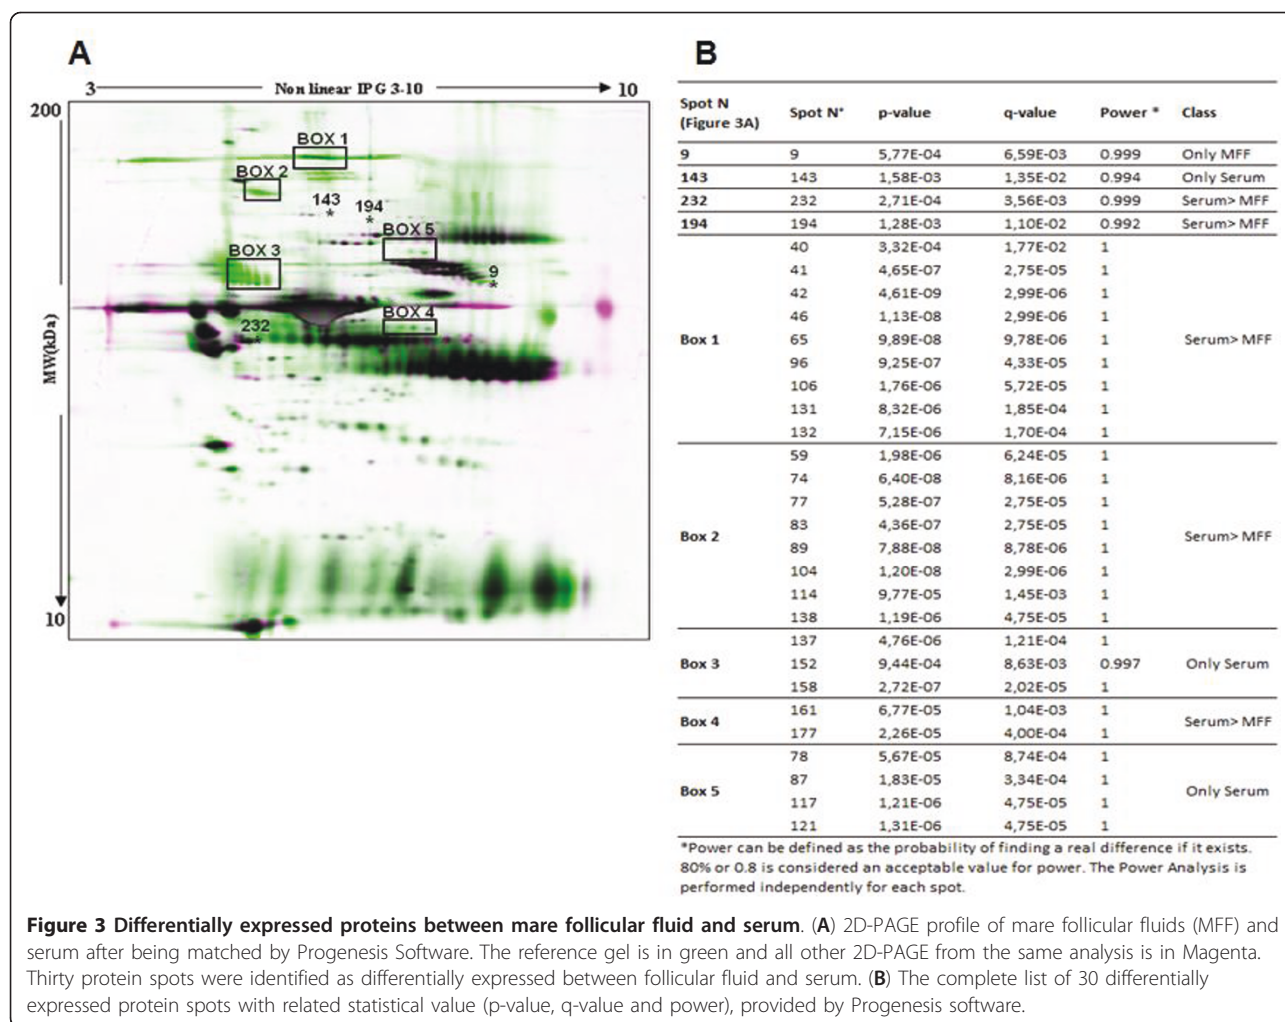 A
3 Non linear IPG 3-10 10
200
BOX 1
BOX 2
143
194
BOX 5
BOX 3
9
*
*
*
BOX 4
232
*
MW(kDa)
10
B
Spot N (Figure 3A) Spot N° p-value q-value Power * Class
9 9 5,77E-04 6,59E-03 0.999 Only MFF
143 143 1,58E-03 1,35E-02 0.994 Only Serum
232 232 2,71E-04 3,56E-03 0.999 Serum> MFF
194 194 1,28E-03 1,10E-02 0.992 Serum> MFF
40 3,32E-04 1,77E-02 1
41 4,65E-07 2,75E-05 1
42 4,61E-09 2,99E-06 1
46 1,13E-08 2,99E-06 1
Box 1 65 9,89E-08 9,78E-06 1 Serum> MFF
96 9,25E-07 4,33E-05 1
106 1,76E-06 5,72E-05 1
131 8,32E-06 1,85E-04 1
132 7,15E-06 1,70E-04 1
59 1,98E-06 6,24E-05 1
74 6,40E-08 8,16E-06 1
77 5,28E-07 2,75E-05 1
83 4,36E-07 2,75E-05 1
Box 2 Serum> MFF
89 7,88E-08 8,78E-06 1
104 1,20E-08 2,99E-06 1
114 9,77E-05 1,45E-03 1
138 1,19E-06 4,75E-05 1
137 4,76E-06 1,21E-04 1
Box 3 152 9,44E-04 8,63E-03 0.997 Only Serum
158 2,72E-07 2,02E-05 1
161 6,77E-05 1,04E-03 1
Box 4 Serum> MFF
177 2,26E-05 4,00E-04 1
78 5,67E-05 8,74E-04 1
87 1,83E-05 3,34E-04 1
Box 5 Only Serum
117 1,21E-06 4,75E-05 1
121 1,31E-06 4,75E-05 1
*Power can be defined as the probability of finding a real difference if it exists.
80% or 0.8 is considered an acceptable value for power. The Power Analysis is
performed independently for each spot.
Figure 3 Differentially expressed proteins between mare follicular fluid and serum. (A) 2D-PAGE profile of mare follicular fluids (MFF) and
serum after being matched by Progenesis Software. The reference gel is in green and all other 2D-PAGE from the same analysis is in Magenta.
Thirty protein spots were identified as differentially expressed between follicular fluid and serum. (B) The complete list of 30 differentially
expressed protein spots with related statistical value (p-value, q-value and power), provided by Progenesis software.